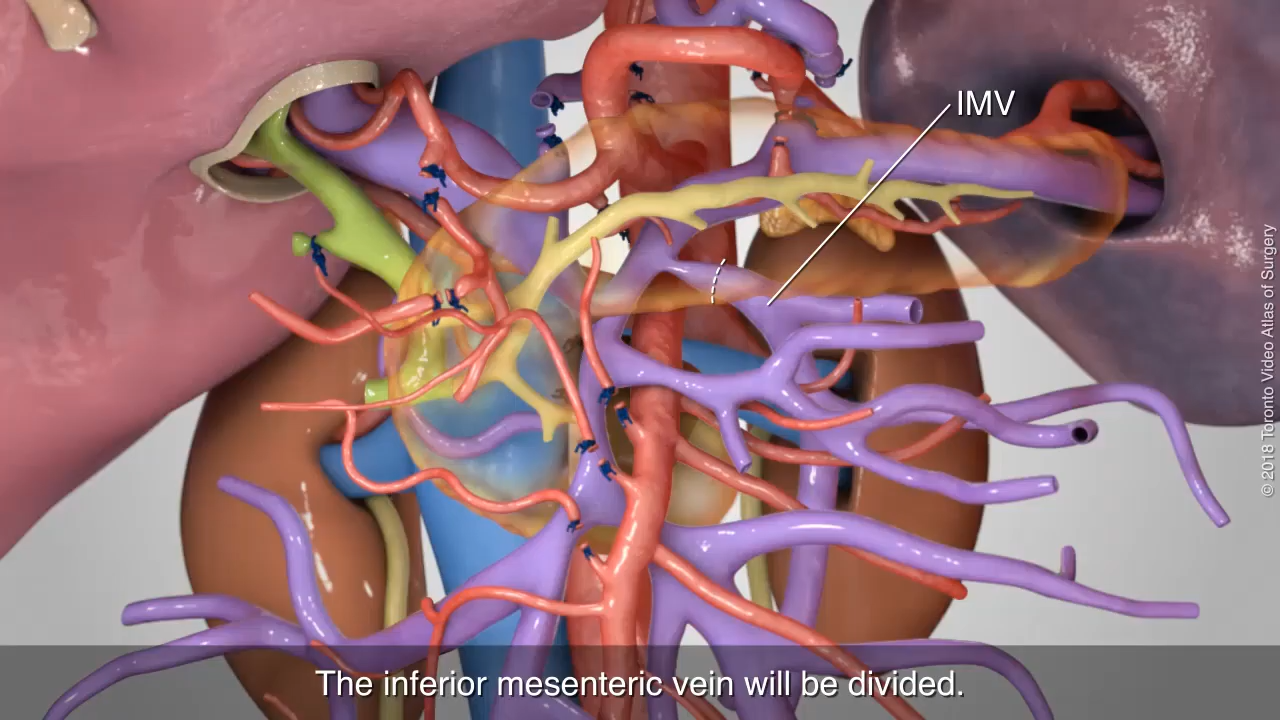 IMV
© 2018 Toronto Video Atlas of Surgery
The inferior mesenteric vein will be divided.